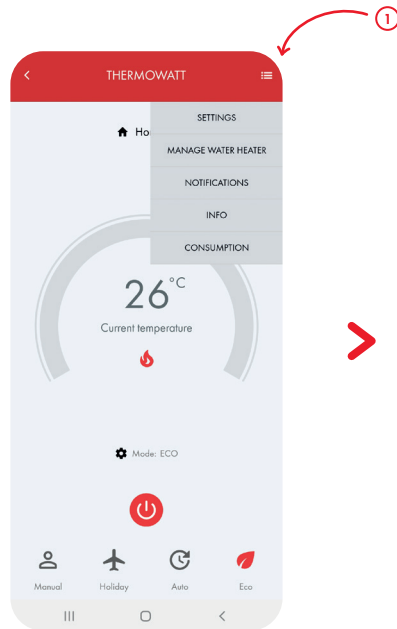 1
THERMOWATT
SETTINGS
MANAGE WATER HEATER
NOTIFICATIONS
INFO
CONSUMPTION
Ho
26°C
Current temperature
Mode: ECO
Manual Holiday Auto Eco